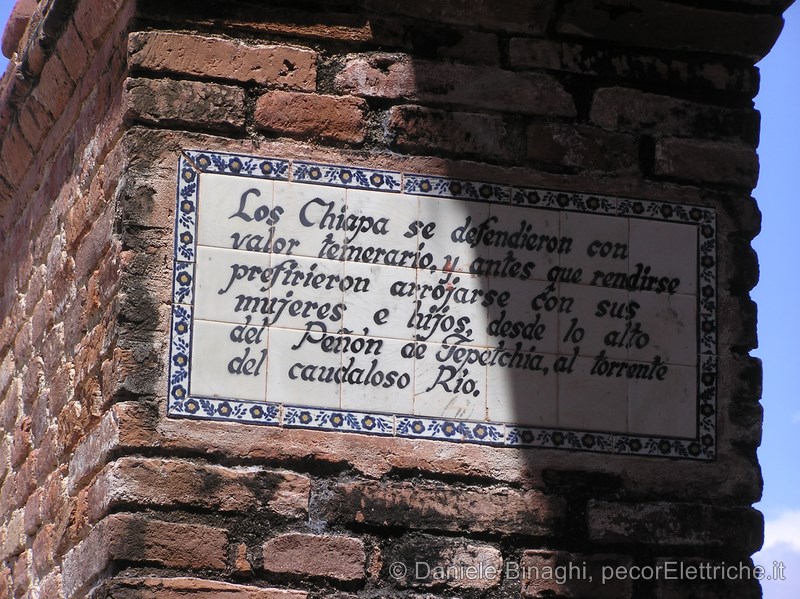 Los Chiapa se defendieron con
valor temerario, y antes que rendirse
prefirieron arrojarse con sus
mujeres e hijos, desde lo alto
del Peñón de Tepetchia, al torrente
del caudaloso Río.
© Daniele Binaghi, pecorElettriche.it